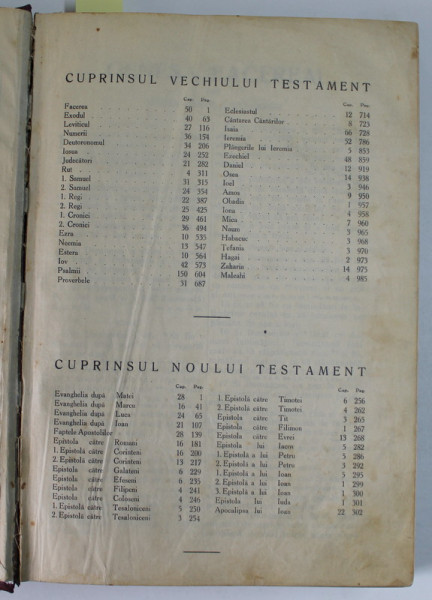 CUPRINSUL VECHIULUI TESTAMENT
Cap. Pag.
Facerea 50 1
Exodul 40 63
Leviticul 27 116
Numerii 36 154
Deuteronomul 34 206
Iosua 24 252
Judecători 21 282
Rut 4 311
1. Samuel 31 315
2. Samuel 24 354
1. Regi 22 387
2. Regi 25 425
1. Cronici 29 461
2. Cronici 36 494
Ezra 10 535
Neemia 13 547
Estera 10 564
Iov 42 573
Psalmii 150 604
Proverbele 31 687
Cap. Pag.
Eclesiastul 12 714
Cântarea Cântărilor 8 723
Isaia 66 728
Ieremia 52 786
Plângerile lui Ieremia 5 853
Ezechiel 48 859
Daniel 12 919
Osea 14 938
Ioel 3 946
Amos 9 950
Obadia 1 957
Iona 4 958
Mica 7 960
Naum 3 965
Habacuc 3 968
Ţefania 3 970
Hagai 2 973
Zaharia 14 975
Maleahi 4 985
CUPRINSUL NOULUI TESTAMENT
Cap. Pag.
Evanghelia după Matei 28 1
Evanghelia după Marco 16 41
Evanghelia după Luca 24 65
Evanghelia după Ioan 21 107
Faptele Apostolilor 28 139
Epistola către Romani 16 181
1. Epistolă către Corinteni 16 200
2. Epistolă către Corinteni 13 217
Epistola către Galateni 6 229
Epistola către Efeseni 6 235
Epistola către Filipeni 4 241
Epistola către Coloseni 4 246
1. Epistolă către Tesaloniceni 5 250
2. Epistolă către Tesaloniceni 3 254
Cap. Pag.
1. Epistolă către Timotei 6 256
2. Epistolă către Timotei 4 262
Epistola către Tit 3 265
Epistola către Filimon 1 267
Epistola către Evrei 13 268
Epistola lui Iacov 5 282
1. Epistolă a lui Petru 5 286
2. Epistolă a lui Petru 3 292
1. Epistolă a lui Ioan 5 295
2. Epistolă a lui Ioan 1 299
3. Epistolă a lui Ioan 1 300
Epistola lui Iuda 1 301
Apocalipsa lui Ioan 22 302